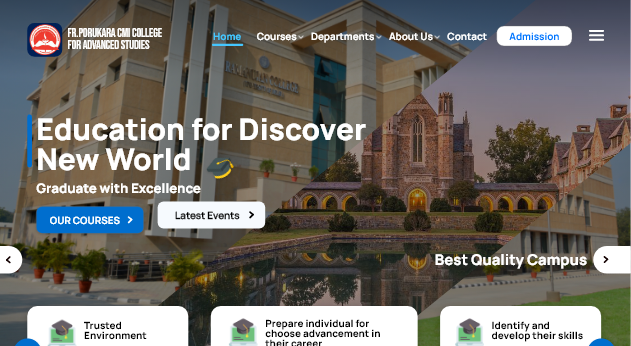 FR.PORUKARA CMI COLLEGE
FOR ADVANCED STUDIES
Home
Courses
Departments
About Us
Contact
Admission
Education for Discover
New World
Graduate with Excellence
OUR COURSES
Latest Events
Best Quality Campus
Trusted
Environment
Prepare individual for
choose advancement in
their career
Identify and
develop their skills